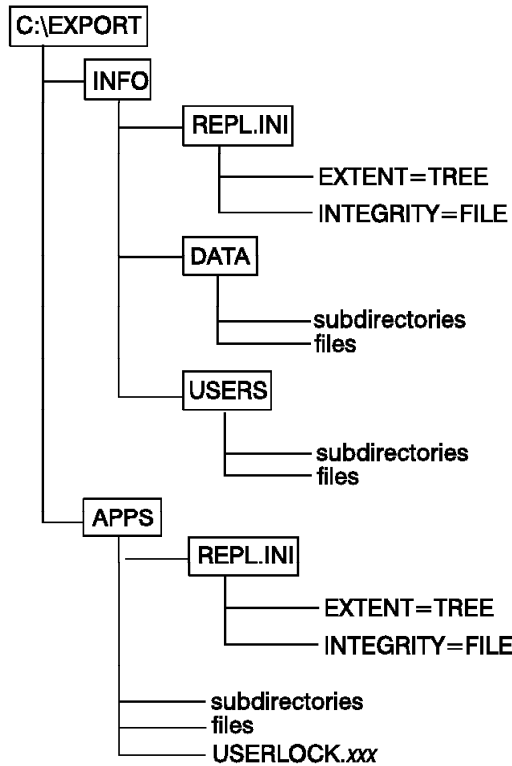 C:\EXPORT
INFO
REPL.INI
EXTENT=TREE
INTEGRITY=FILE
DATA
subdirectories
files
USERS
subdirectories
files
APPS
REPL.INI
EXTENT=TREE
INTEGRITY=FILE
subdirectories
files
USERLOCK.xxx